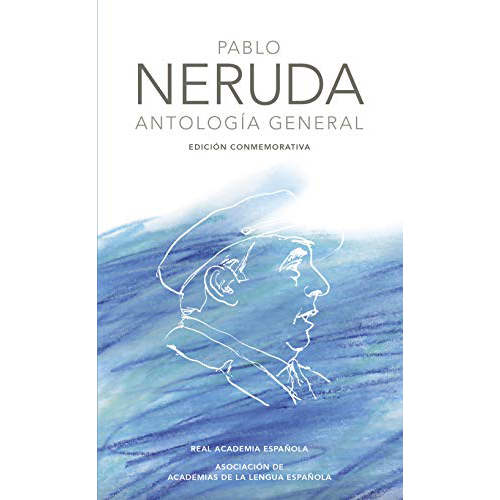 PABLO
NERUDA
ANTOLOGÍA GENERAL
EDICIÓN CONMEMORATIVA
REAL ACADEMIA ESPAÑOLA
ASOCIACIÓN DE
ACADEMIAS DE LA LENGUA ESPAÑOLA